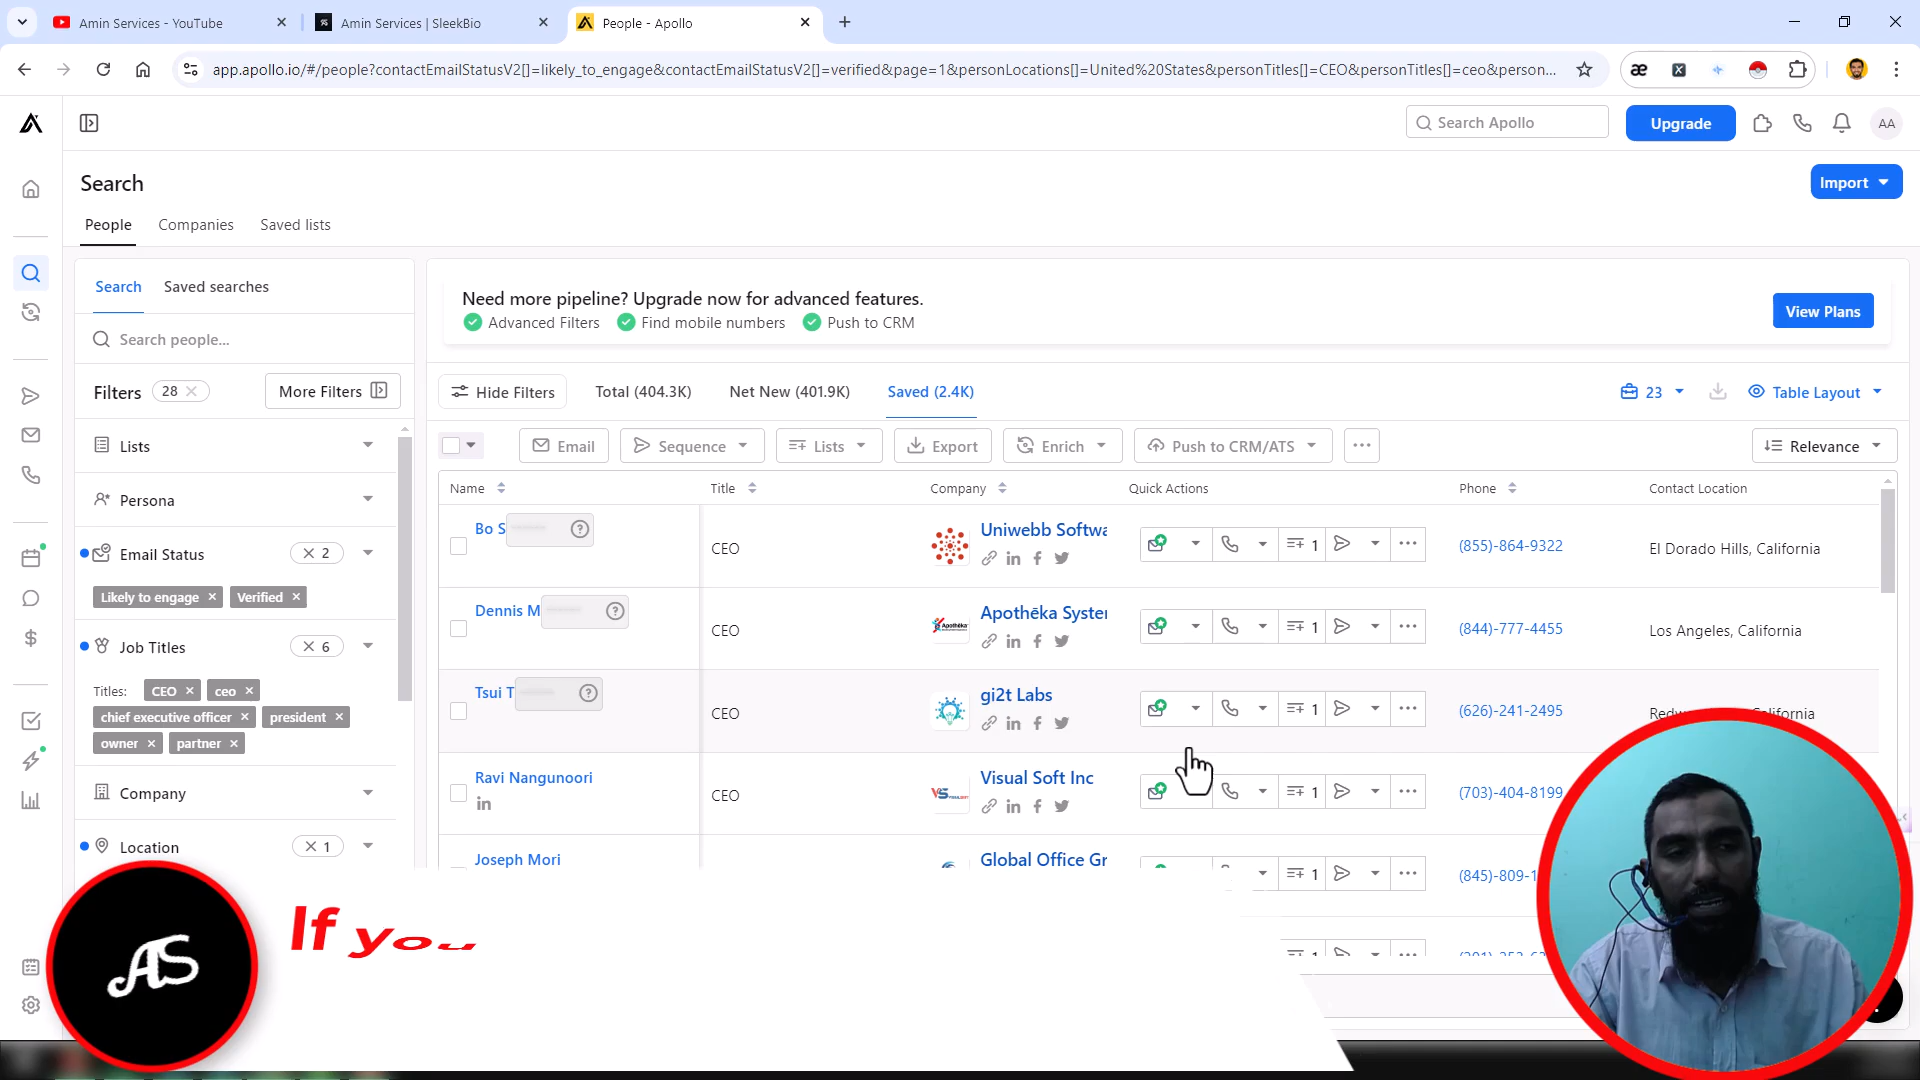 Amin Services - YouTube
Amin Services | SleekBio
People - Apollo
app.apollo.io/#/people?contactEmailStatusV2[]=likely_to_engage&contactEmailStatusV2[]=verified&page=1&personLocations[]=United%20States&personTitles[]=CEO&personTitles[]=ceo&person...
Search Apollo
Upgrade
AA
Search
Import
People Companies Saved lists
Search Saved searches
Search people...
Filters 28
More Filters
Lists
Persona
Email Status 2
Likely to engage Verified
Job Titles 6
Titles: CEO ceo
chief executive officer president
owner partner
Company
Location 1
Need more pipeline? Upgrade now for advanced features.
Advanced Filters Find mobile numbers Push to CRM
View Plans
Hide Filters Total (404.3K) Net New (401.9K) Saved (2.4K) 23 Table Layout
Email Sequence Lists Export Enrich Push to CRM/ATS Relevance
Name Title Company Quick Actions Phone Contact Location
Bo S CEO Uniwebb Softwa 1 (855)-864-9322 El Dorado Hills, California
Dennis M CEO Apothēka Syster 1 (844)-777-4455 Los Angeles, California
Tsui T CEO gi2t Labs 1 (626)-241-2495
Ravi Nangunoori CEO Visual Soft Inc 1 (703)-404-8199
Joseph Mori Global Office Gr 1 (845)-809-1
If you
AS